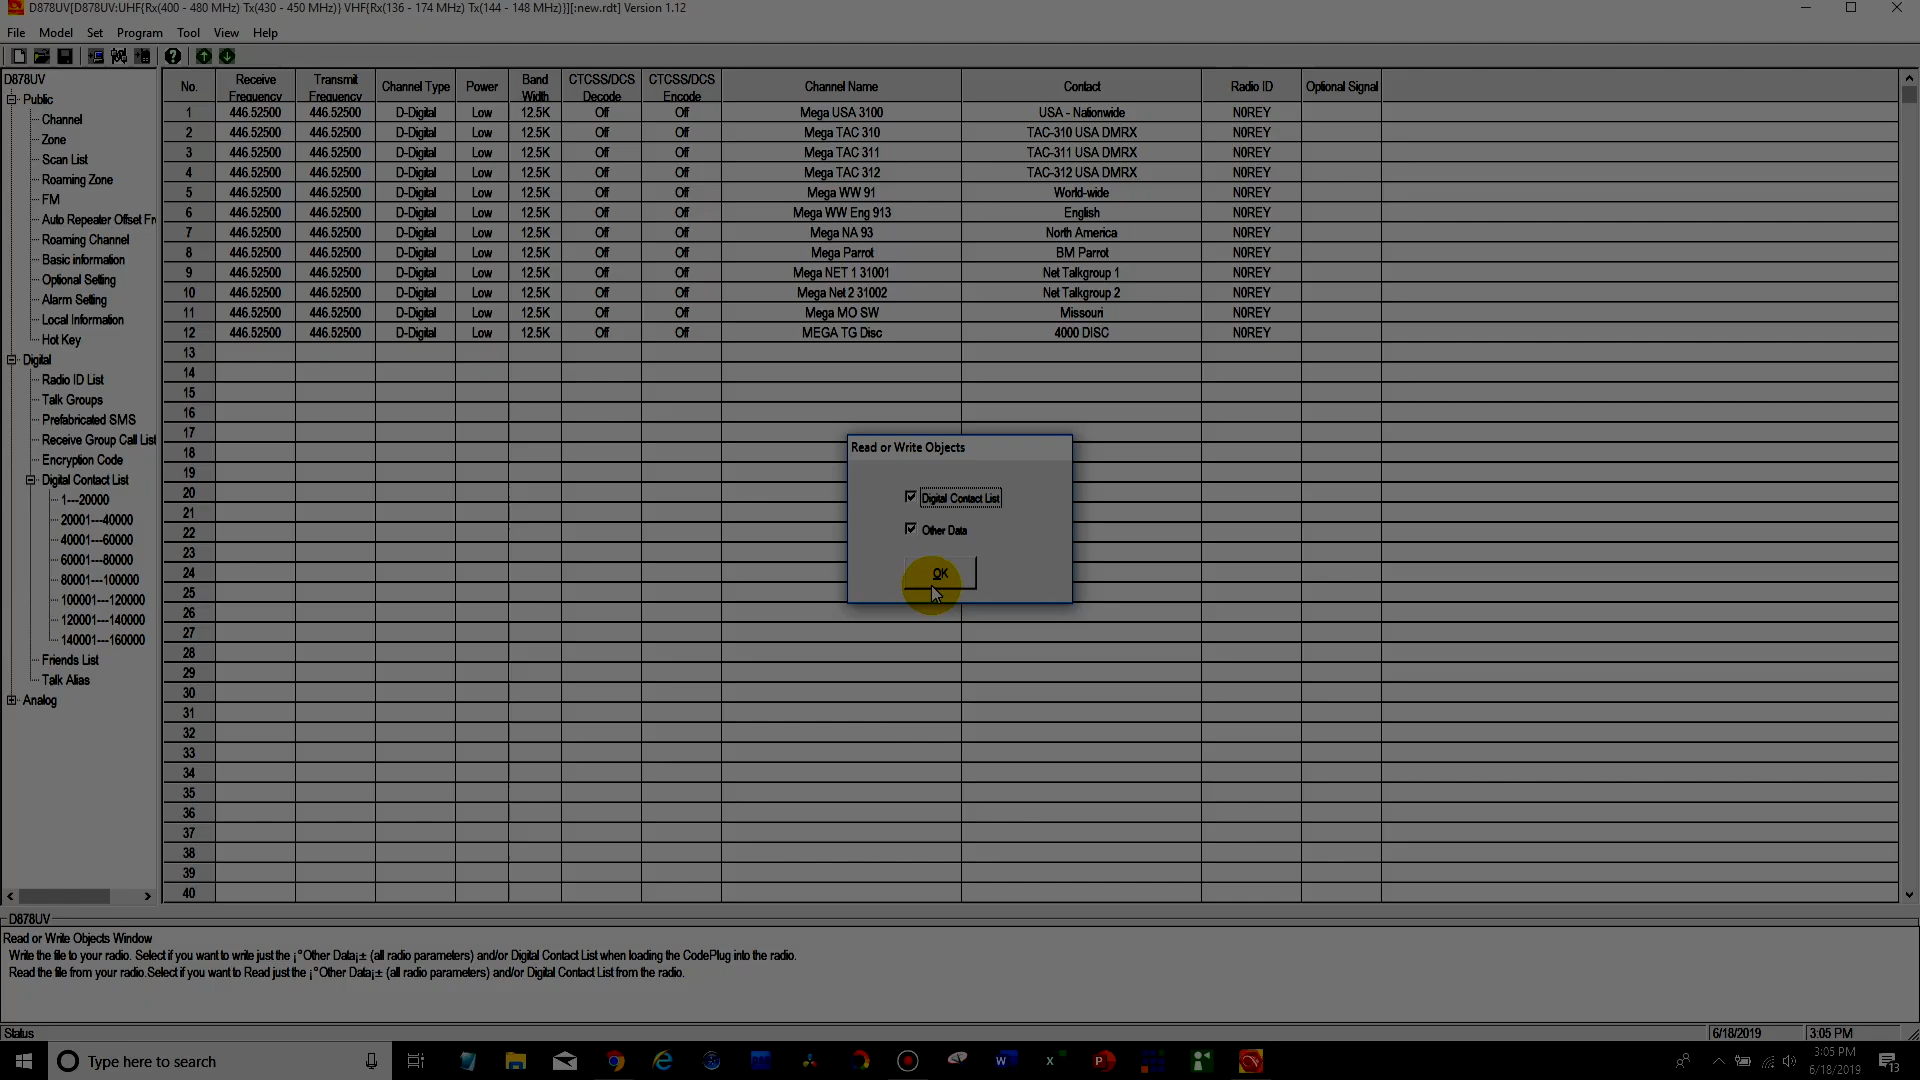 D878UV[D878UV:UHF{Rx(400 - 480 MHz) Tx(430 - 450 MHz)} VHF{Rx(136 - 174 MHz) Tx(144 - 148 MHz)}][:new.rdt] Version 1.12
File Model Set Program Tool View Help
D878UV
Public
Channel
Zone
Scan List
Roaming Zone
FM
Auto Repeater Offset Fr
Roaming Channel
Basic information
Optional Setting
Alarm Setting
Local Information
Hot Key
Digital
Radio ID List
Talk Groups
Prefabricated SMS
Receive Group Call List
Encryption Code
Digital Contact List
1---20000
20001---40000
40001---60000
60001---80000
80001---100000
100001---120000
120001---140000
140001---160000
Friends List
Talk Alias
Analog
No. Receive Frequency Transmit Frequency Channel Type Power Band Width CTCSS/DCS Decode CTCSS/DCS Encode Channel Name Contact Radio ID Optional Signal
1 446.52500 446.52500 D-Digital Low 12.5K Off Off Mega USA 3100 USA - Nationwide N0REY
2 446.52500 446.52500 D-Digital Low 12.5K Off Off Mega TAC 310 TAC-310 USA DMRX N0REY
3 446.52500 446.52500 D-Digital Low 12.5K Off Off Mega TAC 311 TAC-311 USA DMRX N0REY
4 446.52500 446.52500 D-Digital Low 12.5K Off Off Mega TAC 312 TAC-312 USA DMRX N0REY
5 446.52500 446.52500 D-Digital Low 12.5K Off Off Mega WW 91 World-wide N0REY
6 446.52500 446.52500 D-Digital Low 12.5K Off Off Mega WW Eng 913 English N0REY
7 446.52500 446.52500 D-Digital Low 12.5K Off Off Mega NA 93 North America N0REY
8 446.52500 446.52500 D-Digital Low 12.5K Off Off Mega Parrot BM Parrot N0REY
9 446.52500 446.52500 D-Digital Low 12.5K Off Off Mega NET 1 31001 Net Talkgroup 1 N0REY
10 446.52500 446.52500 D-Digital Low 12.5K Off Off Mega Net 2 31002 Net Talkgroup 2 N0REY
11 446.52500 446.52500 D-Digital Low 12.5K Off Off Mega MO SW Missouri N0REY
12 446.52500 446.52500 D-Digital Low 12.5K Off Off MEGA TG Disc 4000 DISC N0REY
13
14
15
16
17
18
19
20
21
22
23
24
25
26
27
28
29
30
31
32
33
34
35
36
37
38
39
40
Read or Write Objects
Digital Contact List
Other Data
OK
D878UV
Read or Write Objects Window
Write the file to your radio. Select if you want to write just the ¡°Other Data¡± (all radio parameters) and/or Digital Contact List when loading the CodePlug into the radio.
Read the file from your radio.Select if you want to Read just the ¡°Other Data¡± (all radio parameters) and/or Digital Contact List from the radio.
Status 6/18/2019 3:05 PM
Type here to search
3:05 PM
6/18/2019
13